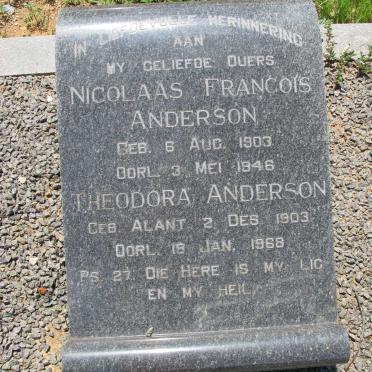 IN LIEFDEVOLLE HERINNERING
AAN
MY GELIEFDE OUERS
NICOLAAS FRANCOIS
ANDERSON
GEB. 6 AUG. 1903
OORL. 3 MEI 1946
THEODORA ANDERSON
GEB ALANT 2 DES 1903.
OORL. 19 JAN. 1968
PS. 27. DIE HERE IS MY LIG
EN MY HEIL.